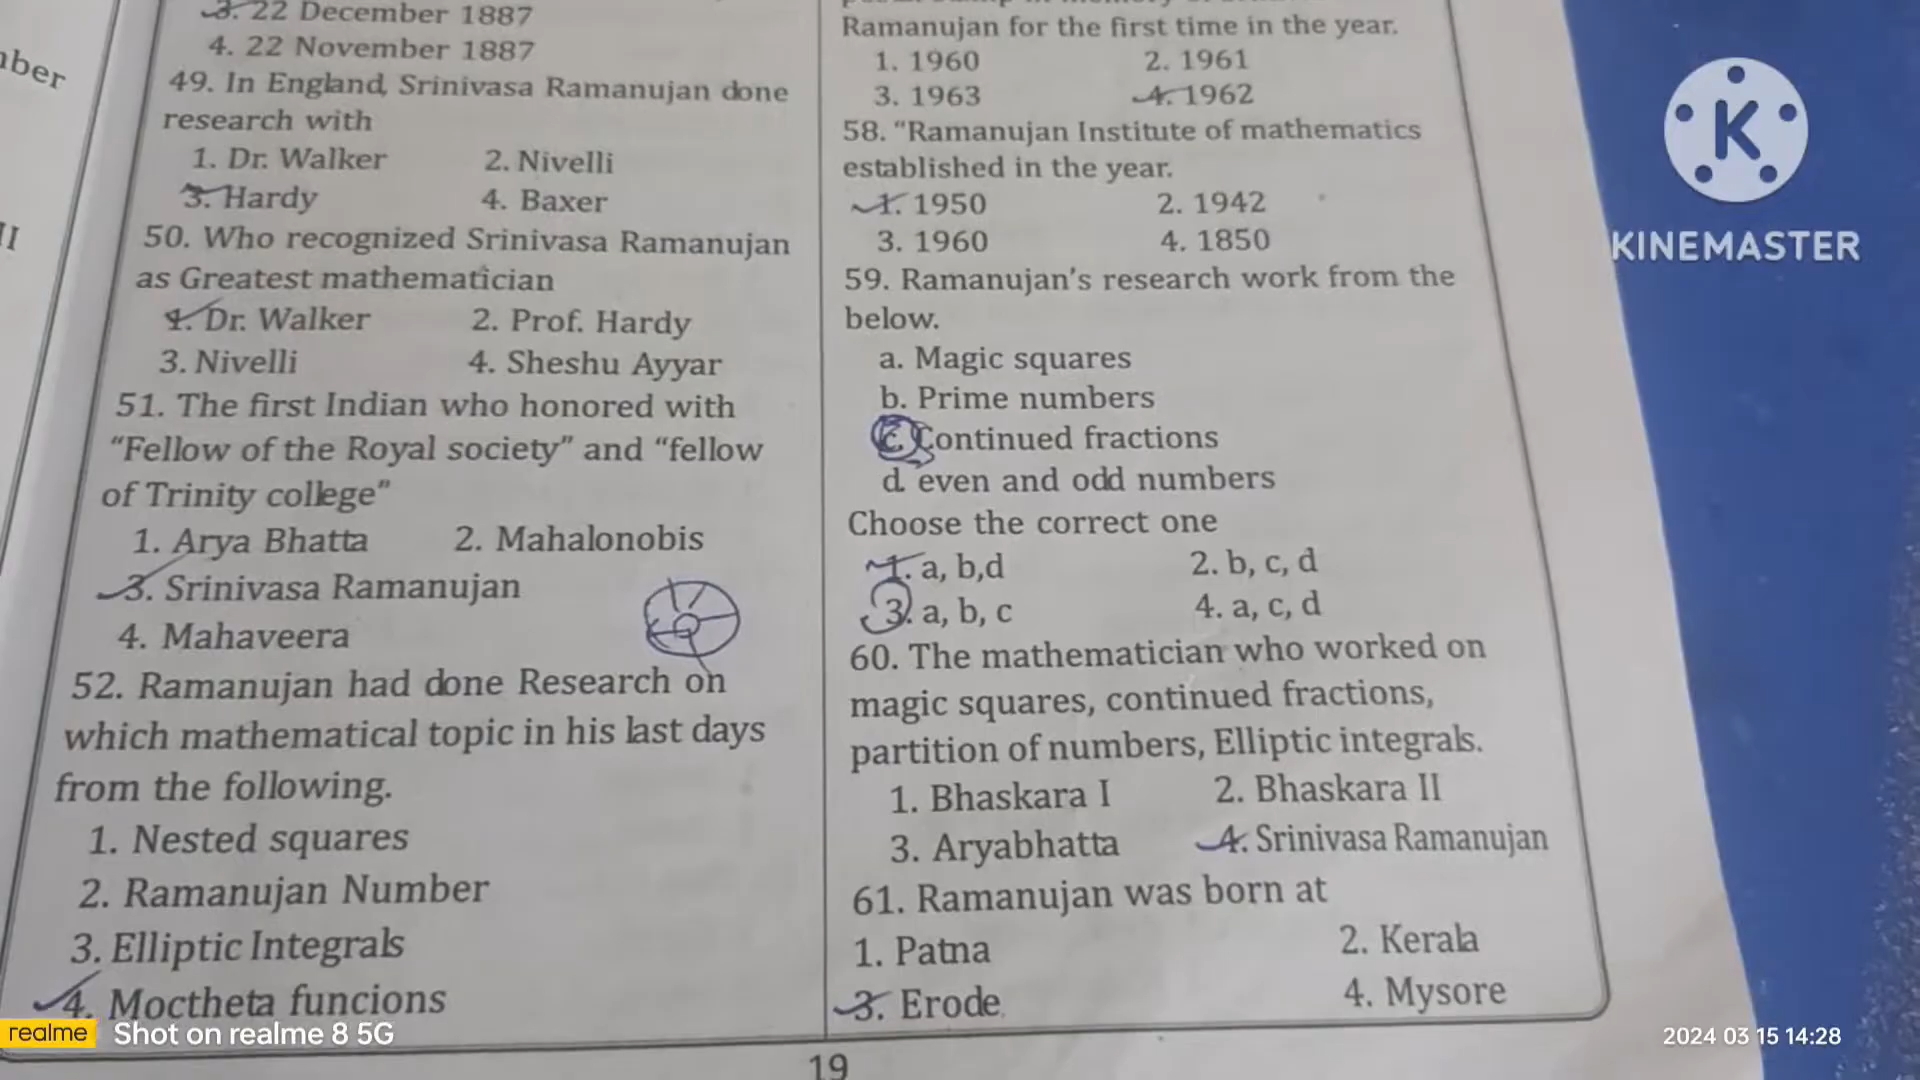 3. 22 December 1887
4. 22 November 1887
49. In England, Srinivasa Ramanujan done
research with
1. Dr. Walker 2. Nivelli
3. Hardy 4. Baxer
50. Who recognized Srinivasa Ramanujan
as Greatest mathematician
1. Dr. Walker 2. Prof. Hardy
3. Nivelli 4. Sheshu Ayyar
51. The first Indian who honored with
“Fellow of the Royal society” and “fellow
of Trinity college”
1. Arya Bhatta 2. Mahalonobis
3. Srinivasa Ramanujan
4. Mahaveera
52. Ramanujan had done Research on
which mathematical topic in his last days
from the following.
1. Nested squares
2. Ramanujan Number
3. Elliptic Integrals
4. Moctheta funcions
Ramanujan for the first time in the year.
1. 1960 2. 1961
3. 1963 4. 1962
58. “Ramanujan Institute of mathematics
established in the year.
1. 1950 2. 1942
3. 1960 4. 1850
59. Ramanujan’s research work from the
below.
a. Magic squares
b. Prime numbers
c. Continued fractions
d. even and odd numbers
Choose the correct one
1. a, b,d 2. b, c, d
3. a, b, c 4. a, c, d
60. The mathematician who worked on
magic squares, continued fractions,
partition of numbers, Elliptic integrals.
1. Bhaskara I 2. Bhaskara II
3. Aryabhatta 4. Srinivasa Ramanujan
61. Ramanujan was born at
1. Patna 2. Kerala
3. Erode 4. Mysore
19
II
K
KINEMASTER
realme Shot on realme 8 5G
2024 03 15 14:28